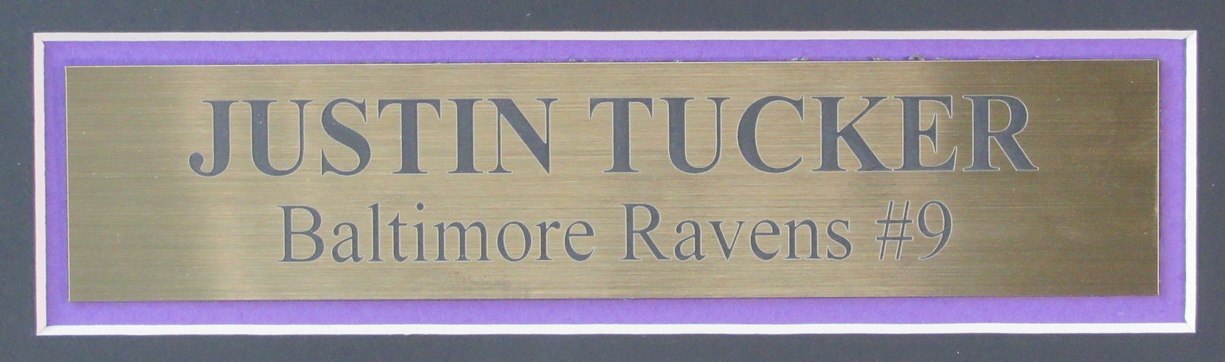 JUSTIN TUCKER
Baltimore Ravens #9